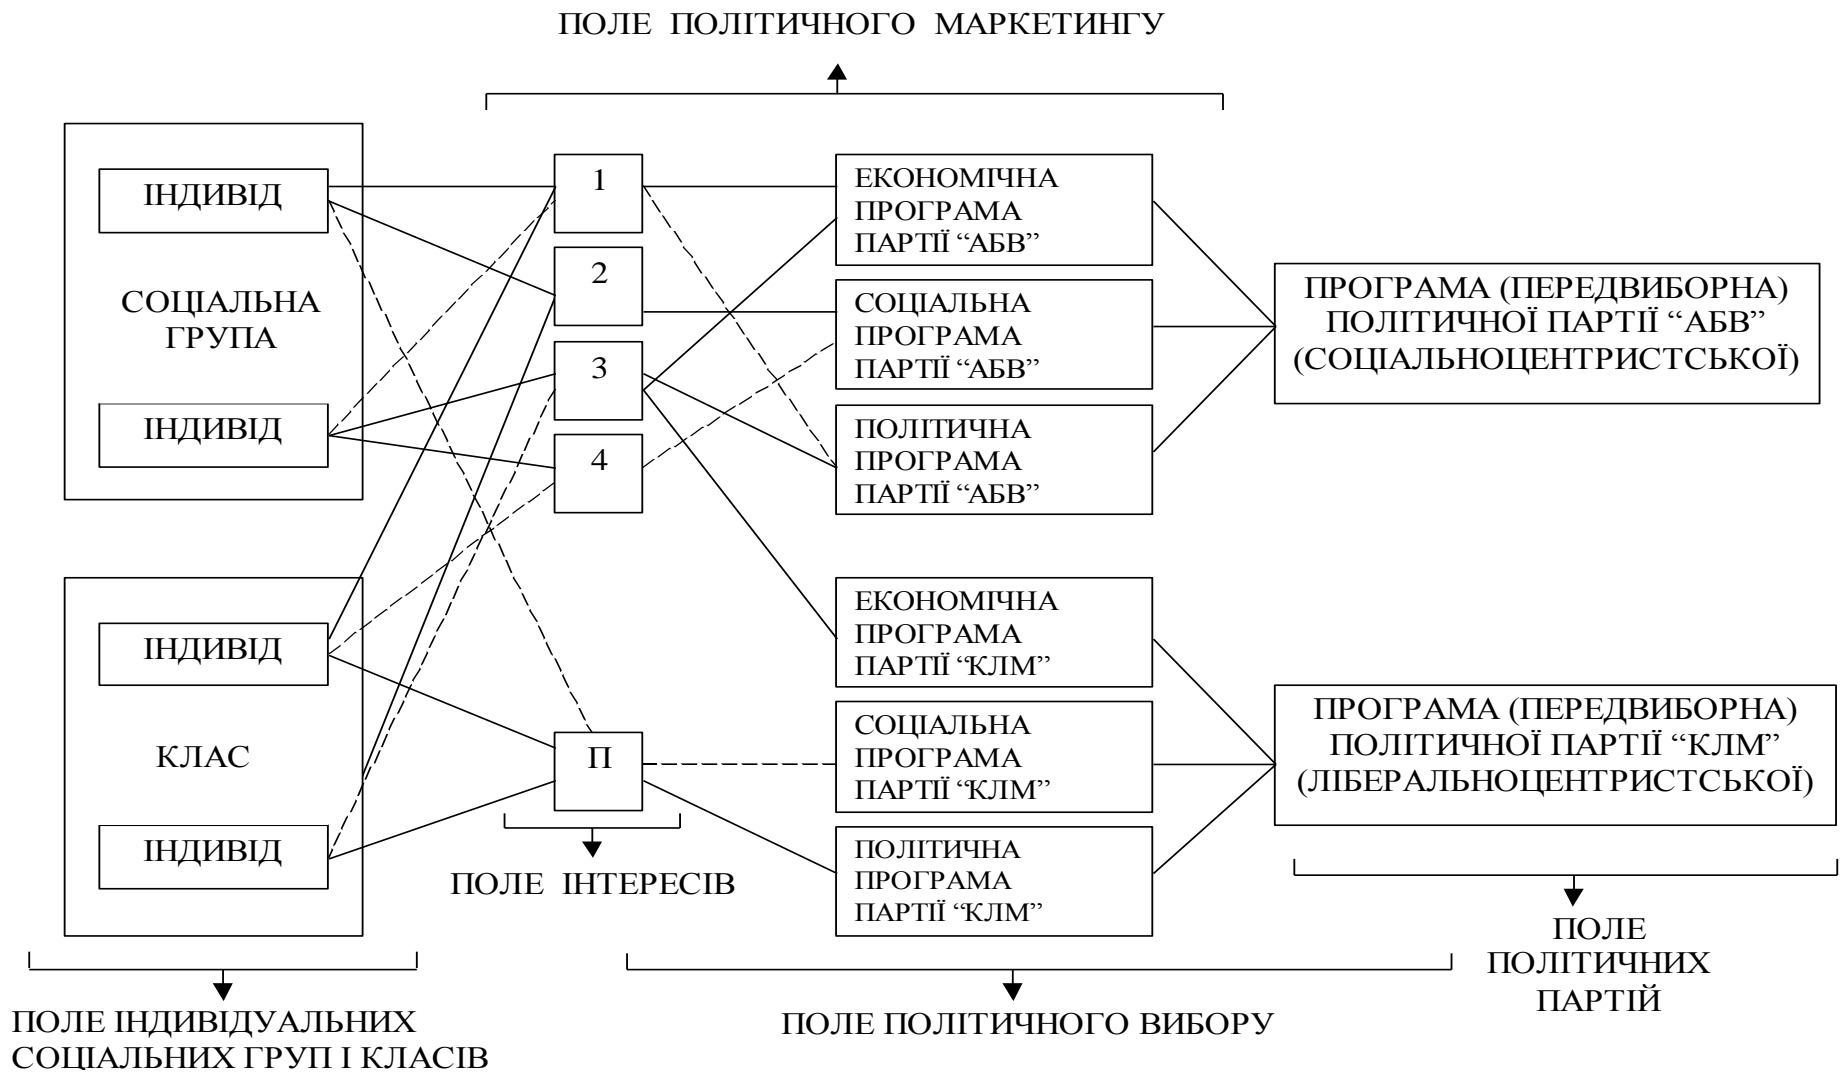 ПОЛЕ ПОЛІТИЧНОГО МАРКЕТИНГУ
ІНДИВІД
СОЦІАЛЬНА
ГРУПА
ІНДИВІД
ІНДИВІД
КЛАС
ІНДИВІД
1
2
3
4
П
ПОЛЕ ІНТЕРЕСІВ
ЕКОНОМІЧНА
ПРОГРАМА
ПАРТІЇ “АБВ”
СОЦІАЛЬНА
ПРОГРАМА
ПАРТІЇ “АБВ”
ПОЛІТИЧНА
ПРОГРАМА
ПАРТІЇ “АБВ”
ЕКОНОМІЧНА
ПРОГРАМА
ПАРТІЇ “КЛМ”
СОЦІАЛЬНА
ПРОГРАМА
ПАРТІЇ “КЛМ”
ПОЛІТИЧНА
ПРОГРАМА
ПАРТІЇ “КЛМ”
ПРОГРАМА (ПЕРЕДВИБОРНА)
ПОЛІТИЧНОЇ ПАРТІЇ “АБВ”
(СОЦІАЛЬНОЦЕНТРИСТСЬКОЇ)
ПРОГРАМА (ПЕРЕДВИБОРНА)
ПОЛІТИЧНОЇ ПАРТІЇ “КЛМ”
(ЛІБЕРАЛЬНОЦЕНТРИСТСЬКОЇ)
ПОЛЕ
ПОЛІТИЧНИХ
ПАРТІЙ
ПОЛЕ ІНДИВІДУАЛЬНИХ
СОЦІАЛЬНИХ ГРУП І КЛАСІВ
ПОЛЕ ПОЛІТИЧНОГО ВИБОРУ